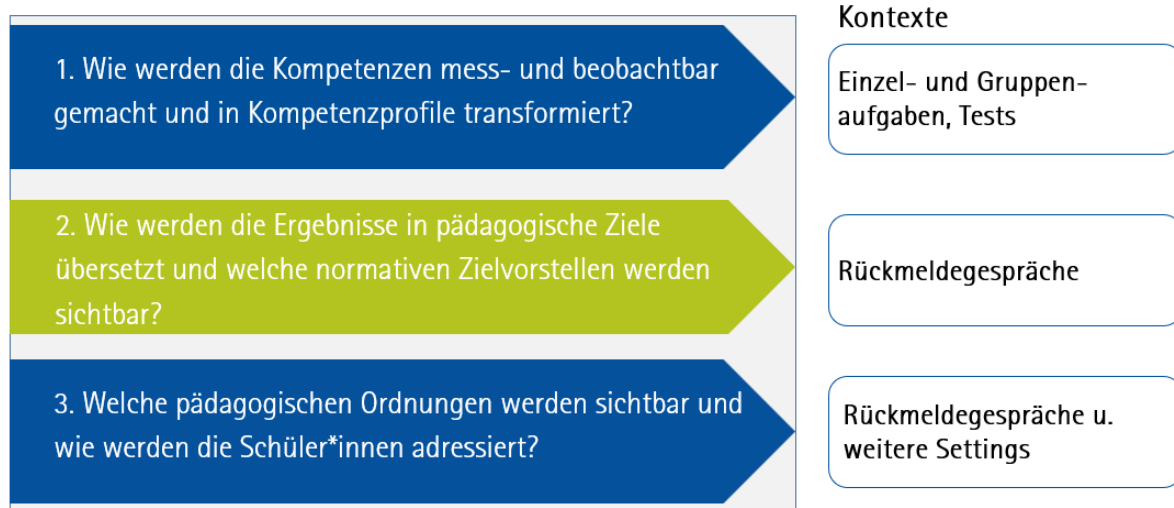 Kontexte
1. Wie werden die Kompetenzen mess- und beobachtbar
gemacht und in Kompetenzprofile transformiert?
Einzel- und Gruppen-
aufgaben, Tests
2. Wie werden die Ergebnisse in pädagogische Ziele
übersetzt und welche normativen Zielvorstellen werden
sichtbar?
Rückmeldegespräche
3. Welche pädagogischen Ordnungen werden sichtbar und
wie werden die Schüler*innen adressiert?
Rückmeldegespräche u.
weitere Settings